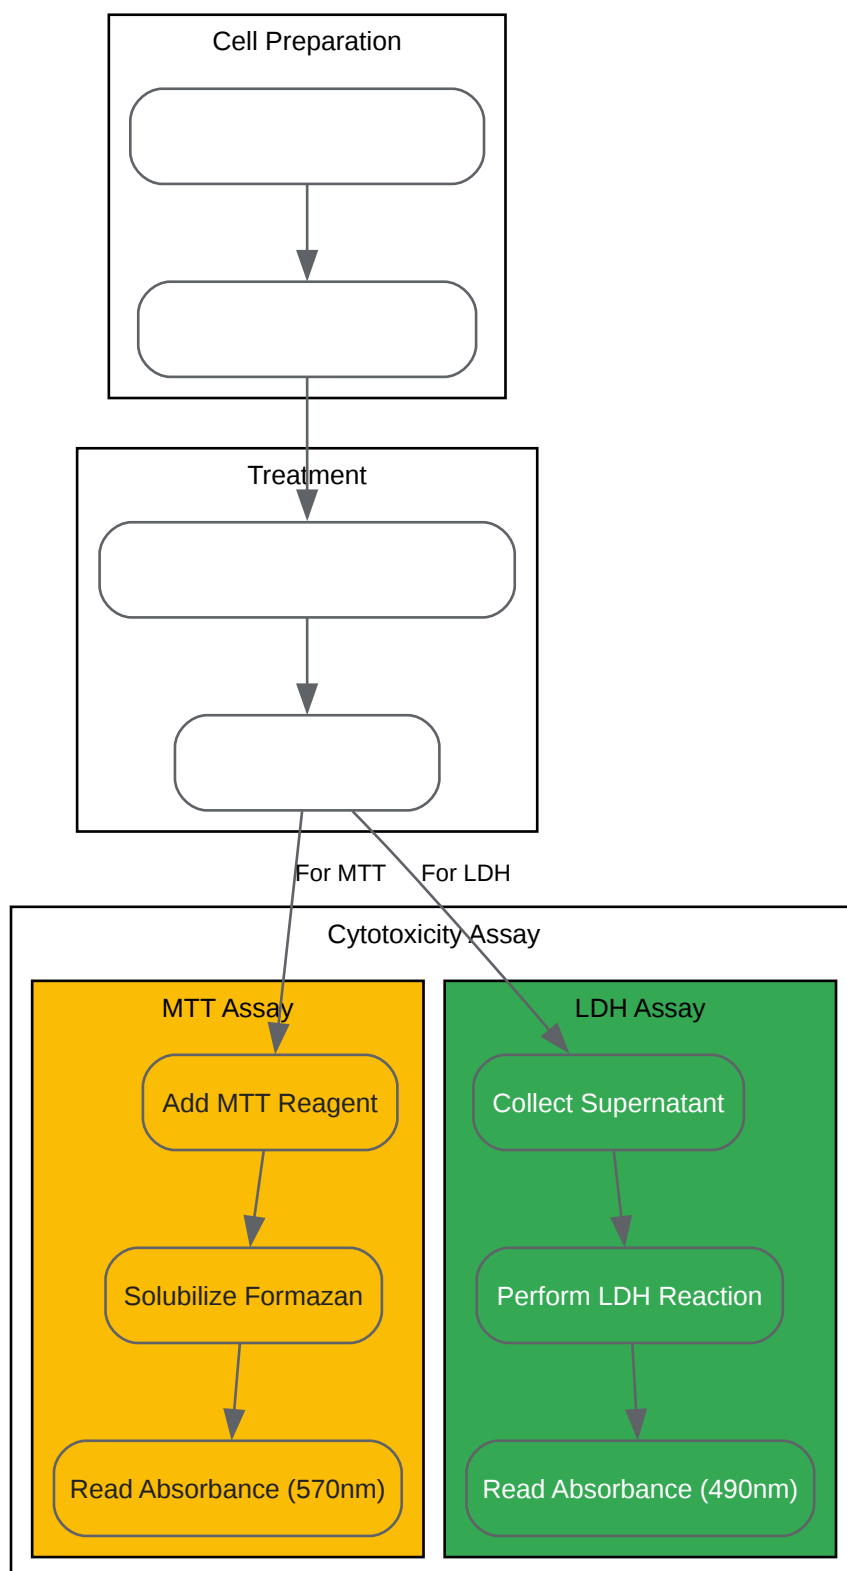 Cell Preparation
Treatment
For MTT
For LDH
Cytotoxicity Assay
MTT Assay
Add MTT Reagent
Solubilize Formazan
Read Absorbance (570nm)
LDH Assay
Collect Supernatant
Perform LDH Reaction
Read Absorbance (490nm)